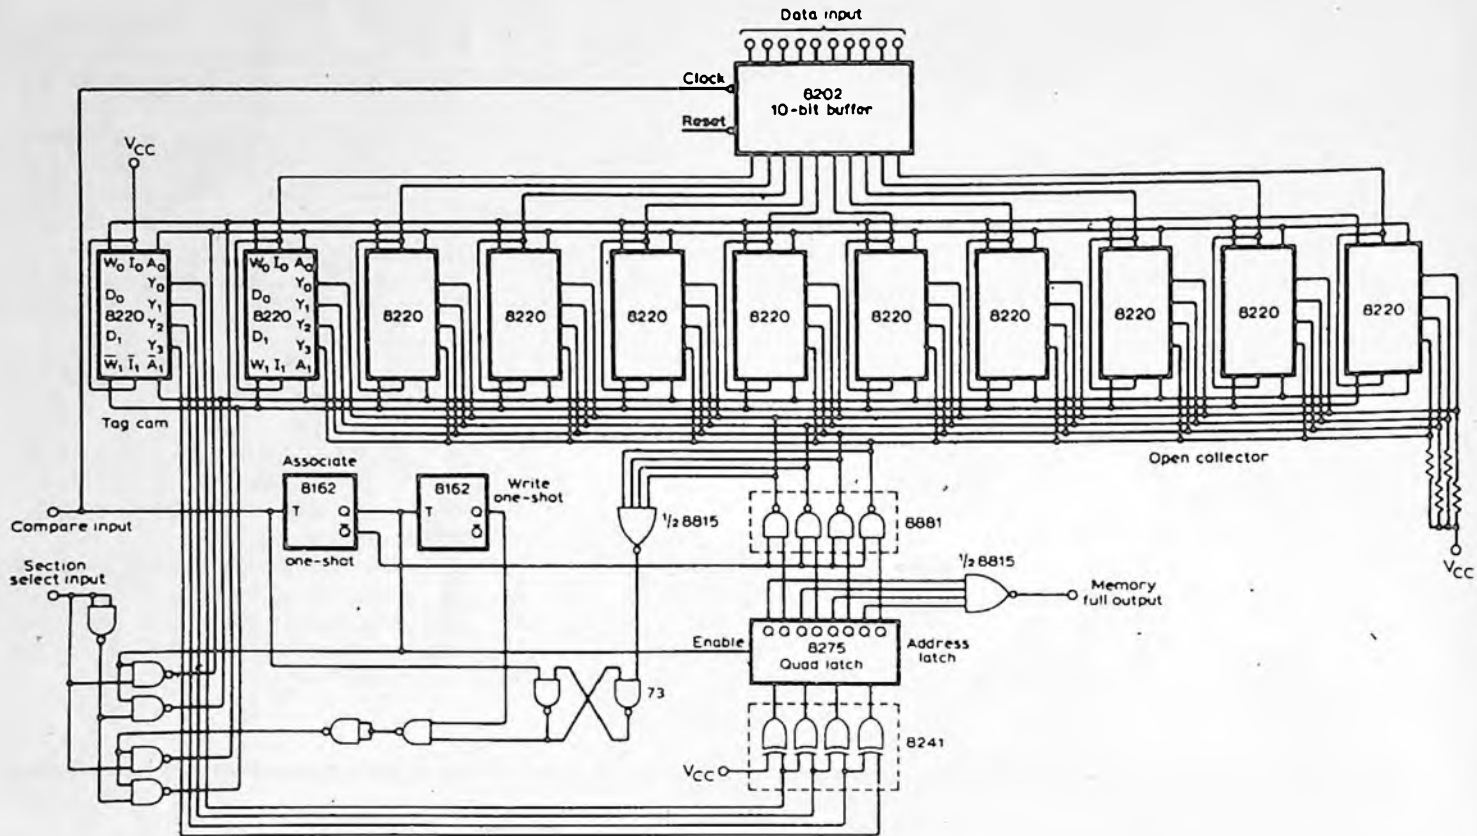 Data input
Clock
8202
10-bit buffer
Reset
VCC
W0 I0 A0
Y0
D0 Y1
8220
D1 Y2
Y3
W̅1 I̅1 A̅1
W0 I0 A0
Y0
D0 Y1
8220
D1 Y2
Y3
W1 I1 A1
8220
8220
8220
8220
8220
8220
8220
8220
8220
Tag cam
Open collector
Associate
8162
T Q
Q̅
one-shot
8162
T Q
Q̅
Write
one-shot
Compare input
1/2 8815
8881
1/2 8815
Memory
full output
VCC
Section
select input
Enable
8275
Quad latch
Address
latch
73
8241
VCC